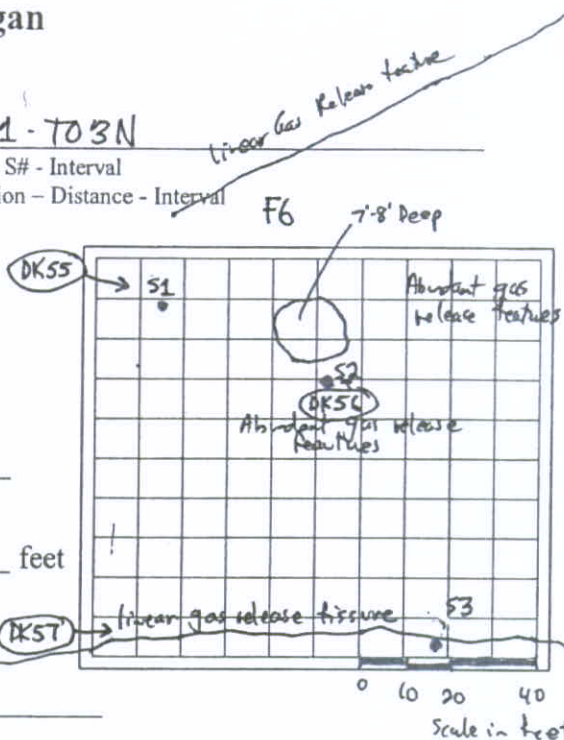 gan
1 - T03N
S# - Interval
ion – Distance - Interval
linear Gas Release feature
F6
7'-8' Deep
DK55
S1
Abundant gas
release features
S2
DK56
Abundant gas release
features
feet
DK57
linear gas release fissure
S3
0 10 20 40
Scale in feet